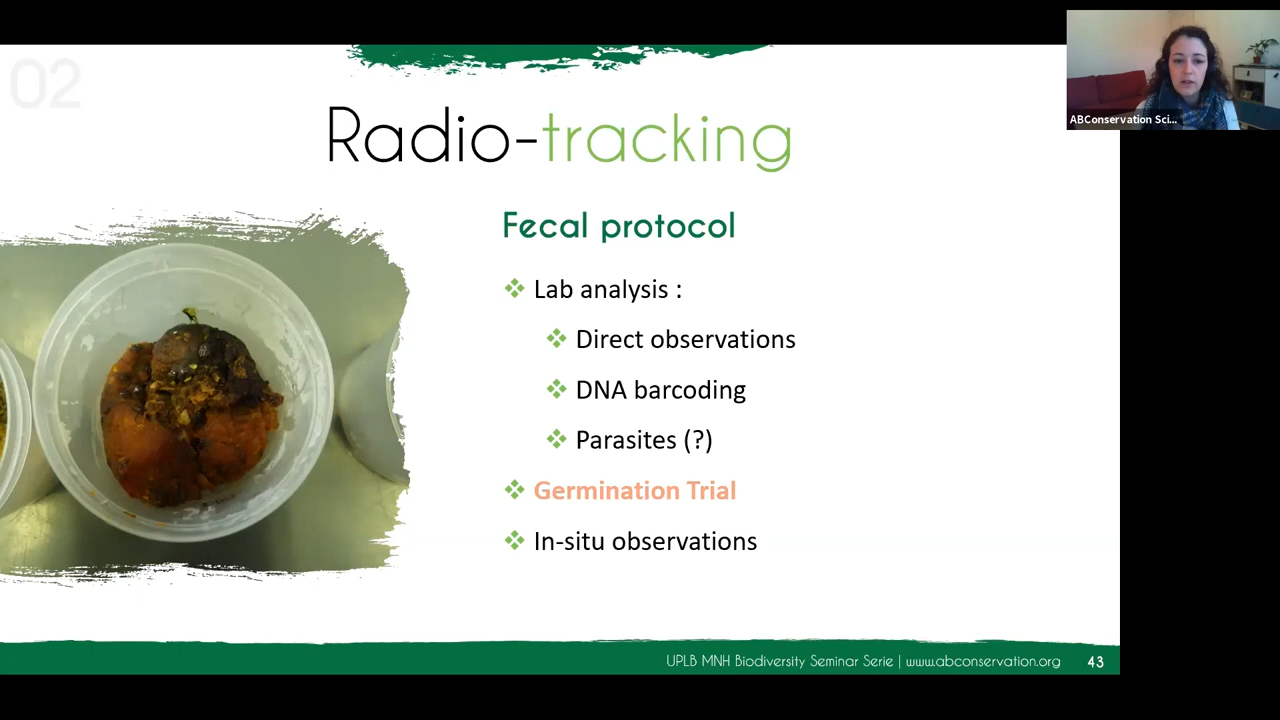 02
ABConservation Sci...
Radio-tracking
Fecal protocol
Lab analysis :
Direct observations
DNA barcoding
Parasites (?)
Germination Trial
In-situ observations
UPLB MNH Biodiversity Seminar Serie | www.abconservation.org 43